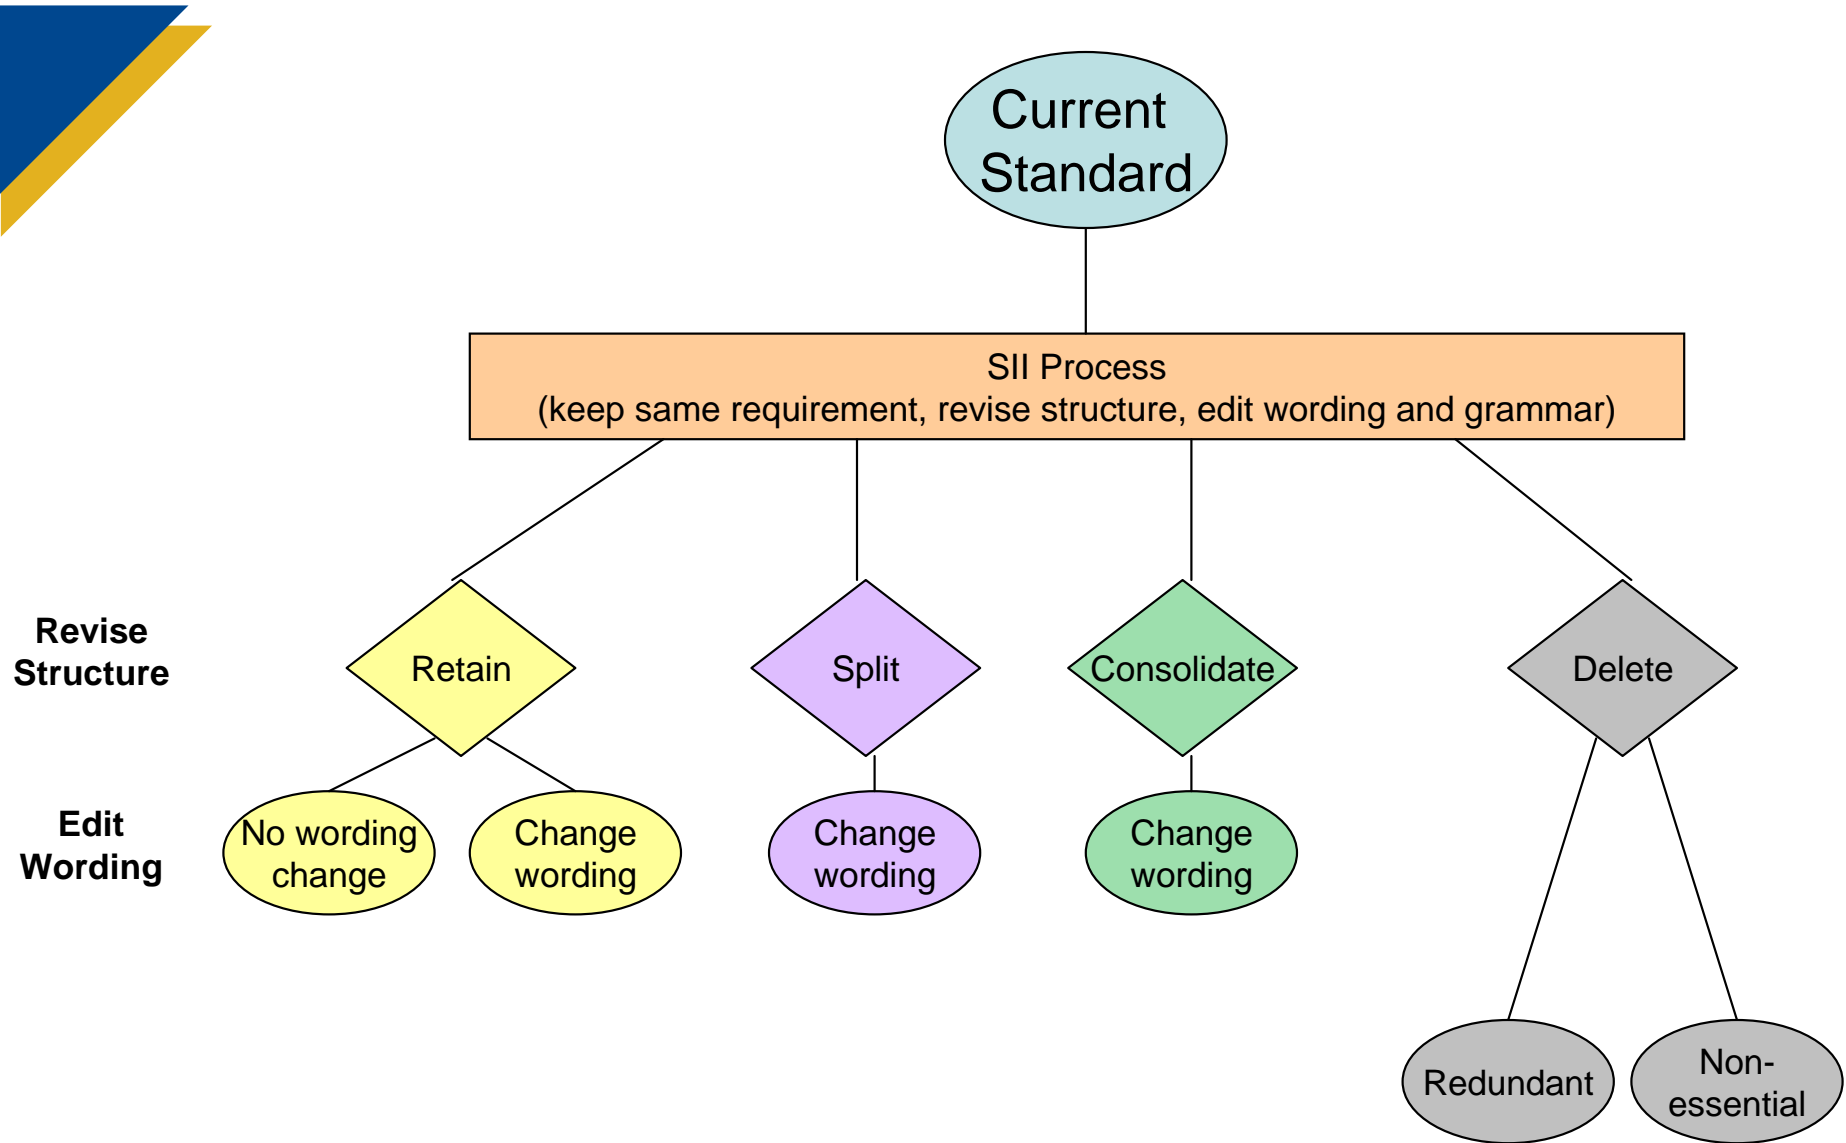 Current
Standard
SII Process
(keep same requirement, revise structure, edit wording and grammar)
Revise
Structure
Retain
Split
Consolidate
Delete
Edit
Wording
No wording
change
Change
wording
Change
wording
Change
wording
Redundant
Non-
essential